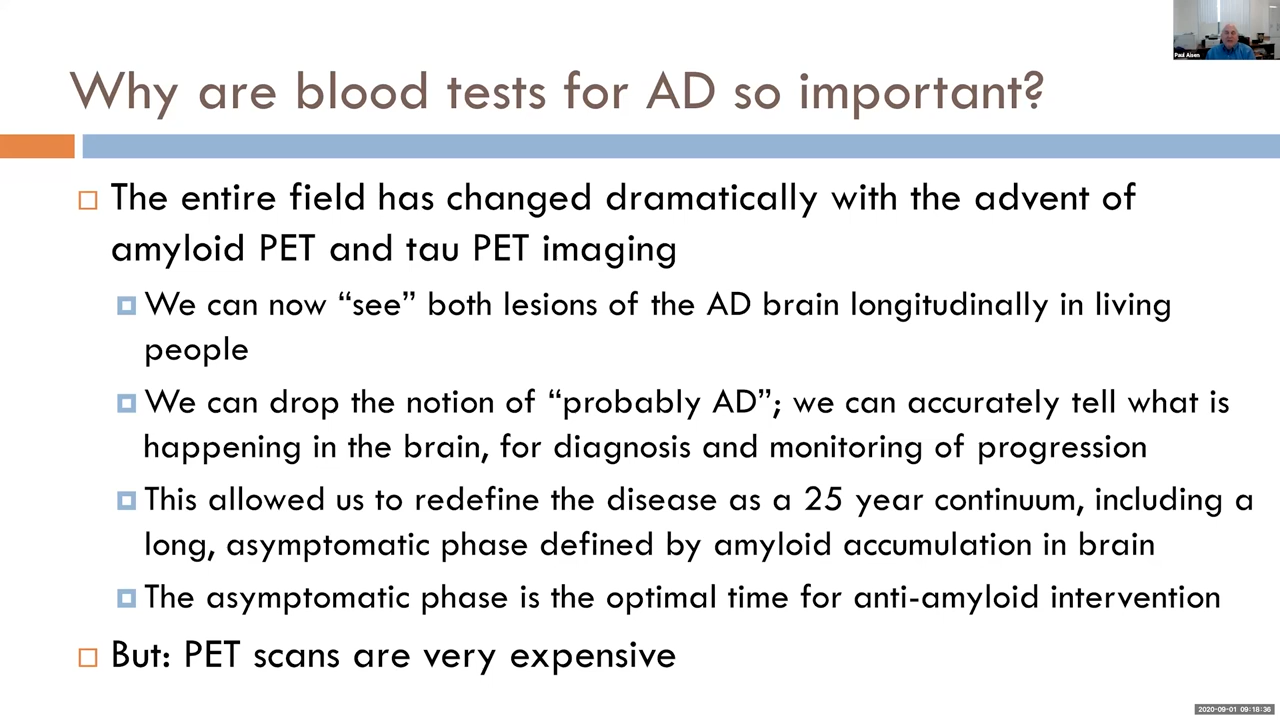 Paul Aisen
Why are blood tests for AD so important?
The entire field has changed dramatically with the advent of
amyloid PET and tau PET imaging
We can now “see” both lesions of the AD brain longitudinally in living
people
We can drop the notion of “probably AD”; we can accurately tell what is
happening in the brain, for diagnosis and monitoring of progression
This allowed us to redefine the disease as a 25 year continuum, including a
long, asymptomatic phase defined by amyloid accumulation in brain
The asymptomatic phase is the optimal time for anti-amyloid intervention
But: PET scans are very expensive
2020-09-01 09:18:36